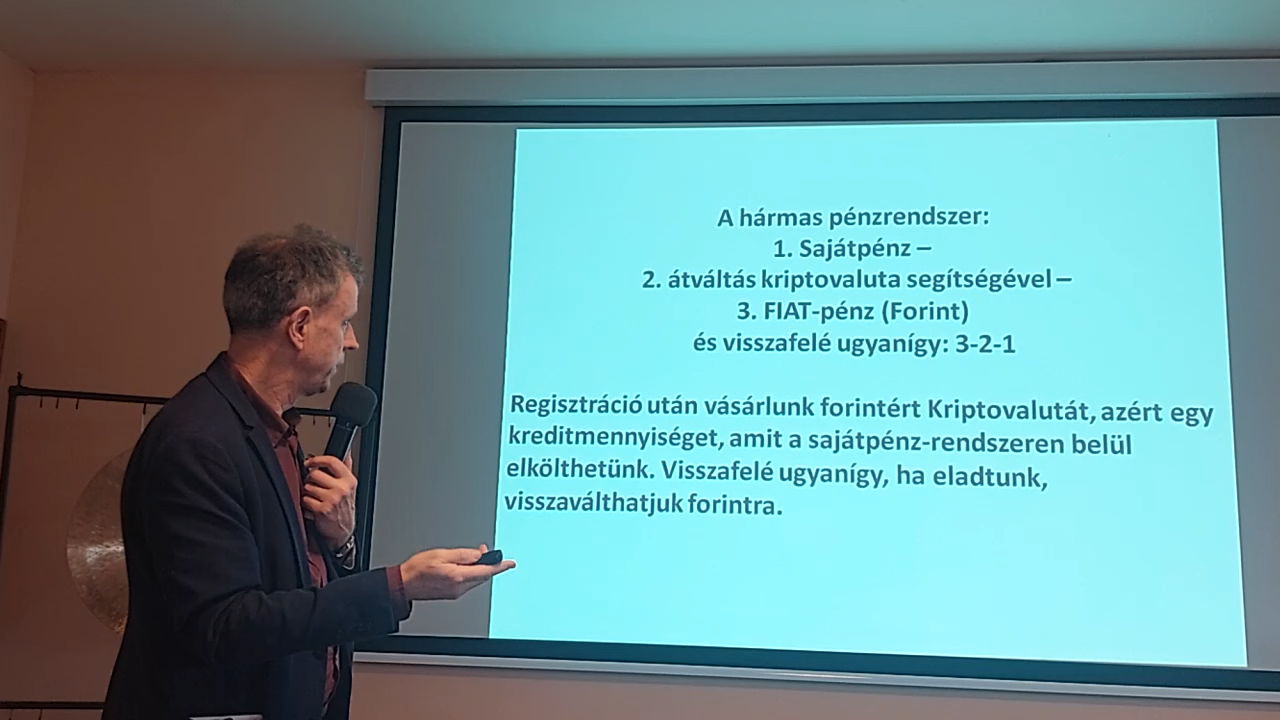 A hármas pénzrendszer:
1. Sajátpénz –
2. átváltás kriptovaluta segítségével –
3. FIAT-pénz (Forint)
és visszafelé ugyanígy: 3-2-1
Regisztráció után vásárlunk forintért Kriptovalutát, azért egy
kreditmennyiséget, amit a sajátpénz-rendszeren belül
elkölthetünk. Visszafelé ugyanígy, ha eladtunk,
visszaválthatjuk forintra.